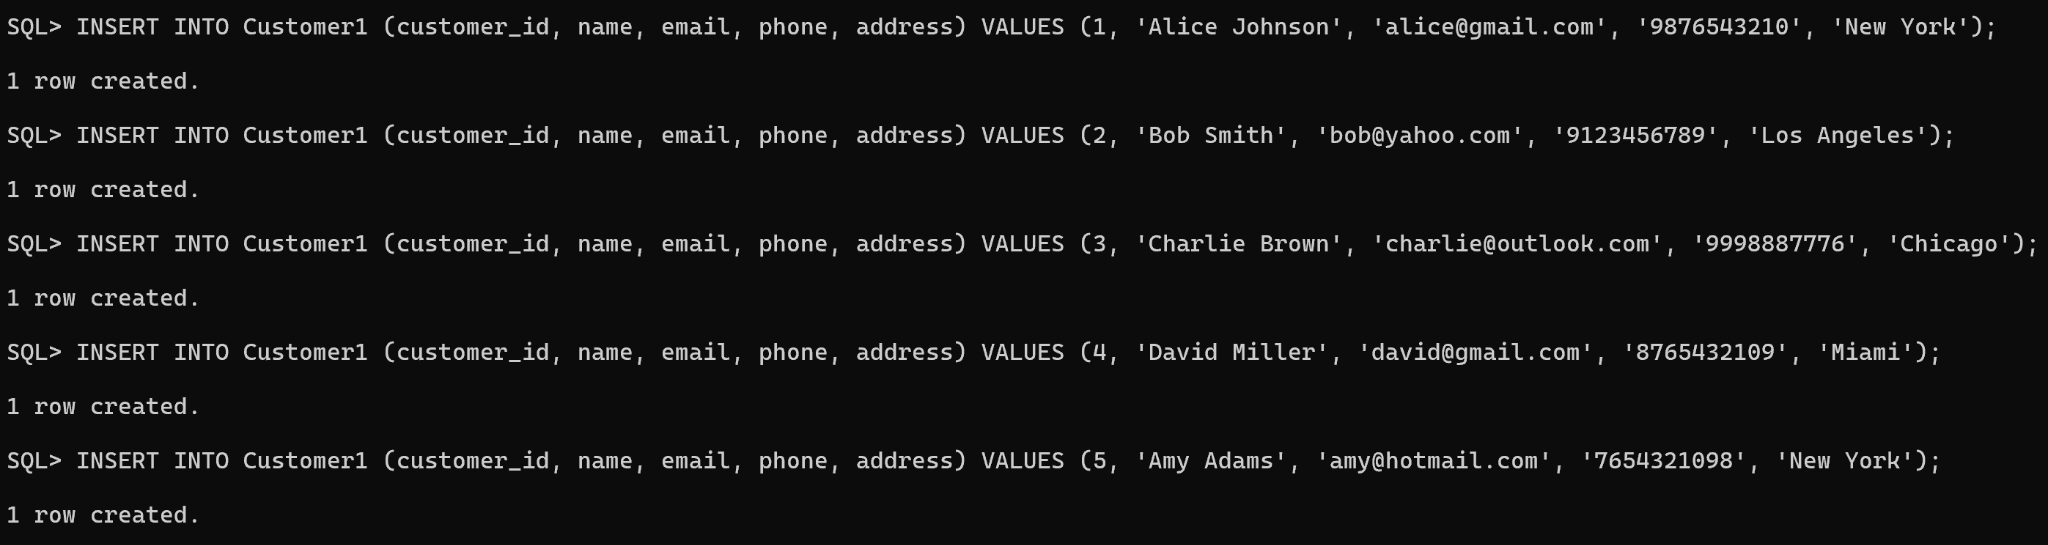 SQL> INSERT INTO Customer1 (customer_id, name, email, phone, address) VALUES (1, 'Alice Johnson', 'alice@gmail.com', '9876543210', 'New York');
1 row created.
SQL> INSERT INTO Customer1 (customer_id, name, email, phone, address) VALUES (2, 'Bob Smith', 'bob@yahoo.com', '9123456789', 'Los Angeles');
1 row created.
SQL> INSERT INTO Customer1 (customer_id, name, email, phone, address) VALUES (3, 'Charlie Brown', 'charlie@outlook.com', '9998887776', 'Chicago');
1 row created.
SQL> INSERT INTO Customer1 (customer_id, name, email, phone, address) VALUES (4, 'David Miller', 'david@gmail.com', '8765432109', 'Miami');
1 row created.
SQL> INSERT INTO Customer1 (customer_id, name, email, phone, address) VALUES (5, 'Amy Adams', 'amy@hotmail.com', '7654321098', 'New York');
1 row created.